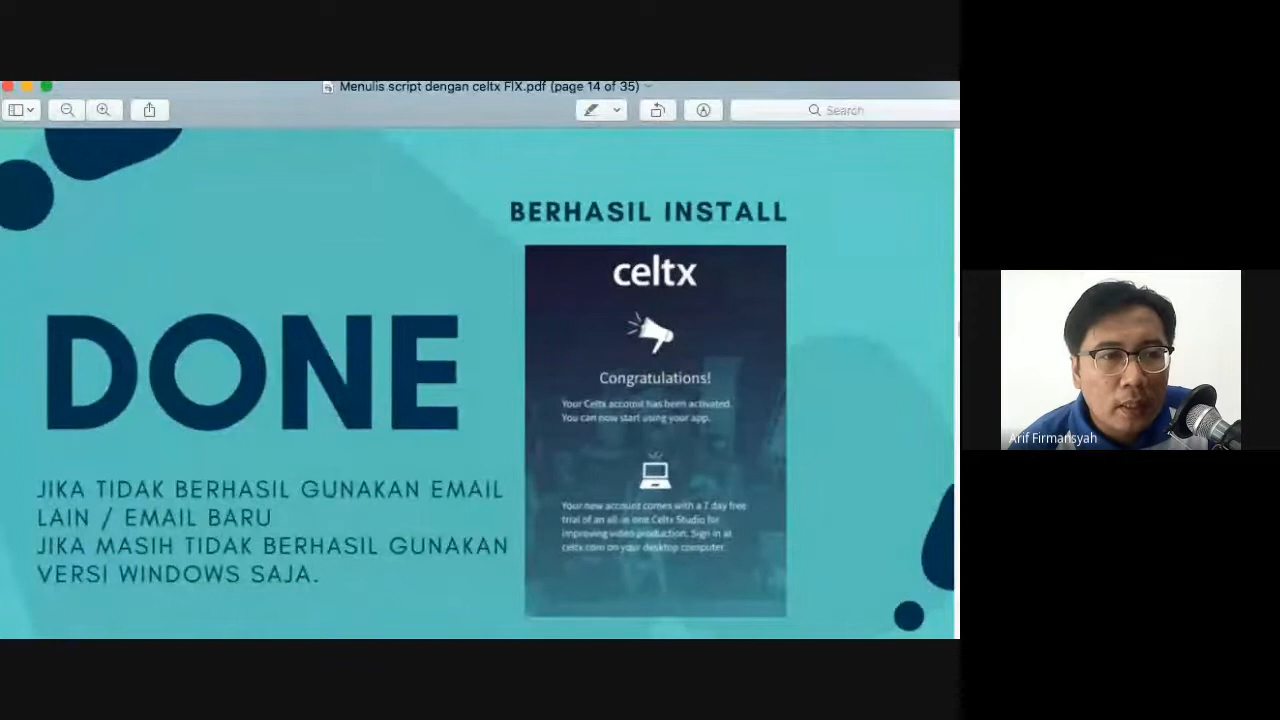 Menulis script dengan celtx FIX.pdf (page 14 of 35)
Search
BERHASIL INSTALL
celtx
Congratulations!
Your Celtx account has been activated.
You can now start using your app.
Your new account comes with a 7 day free
trial of an all-in-one Celtx Studio for
improving video production. Sign in at
celtx.com on your desktop computer.
DONE
JIKA TIDAK BERHASIL GUNAKAN EMAIL
LAIN / EMAIL BARU
JIKA MASIH TIDAK BERHASIL GUNAKAN
VERSI WINDOWS SAJA.
Arif Firmansyah